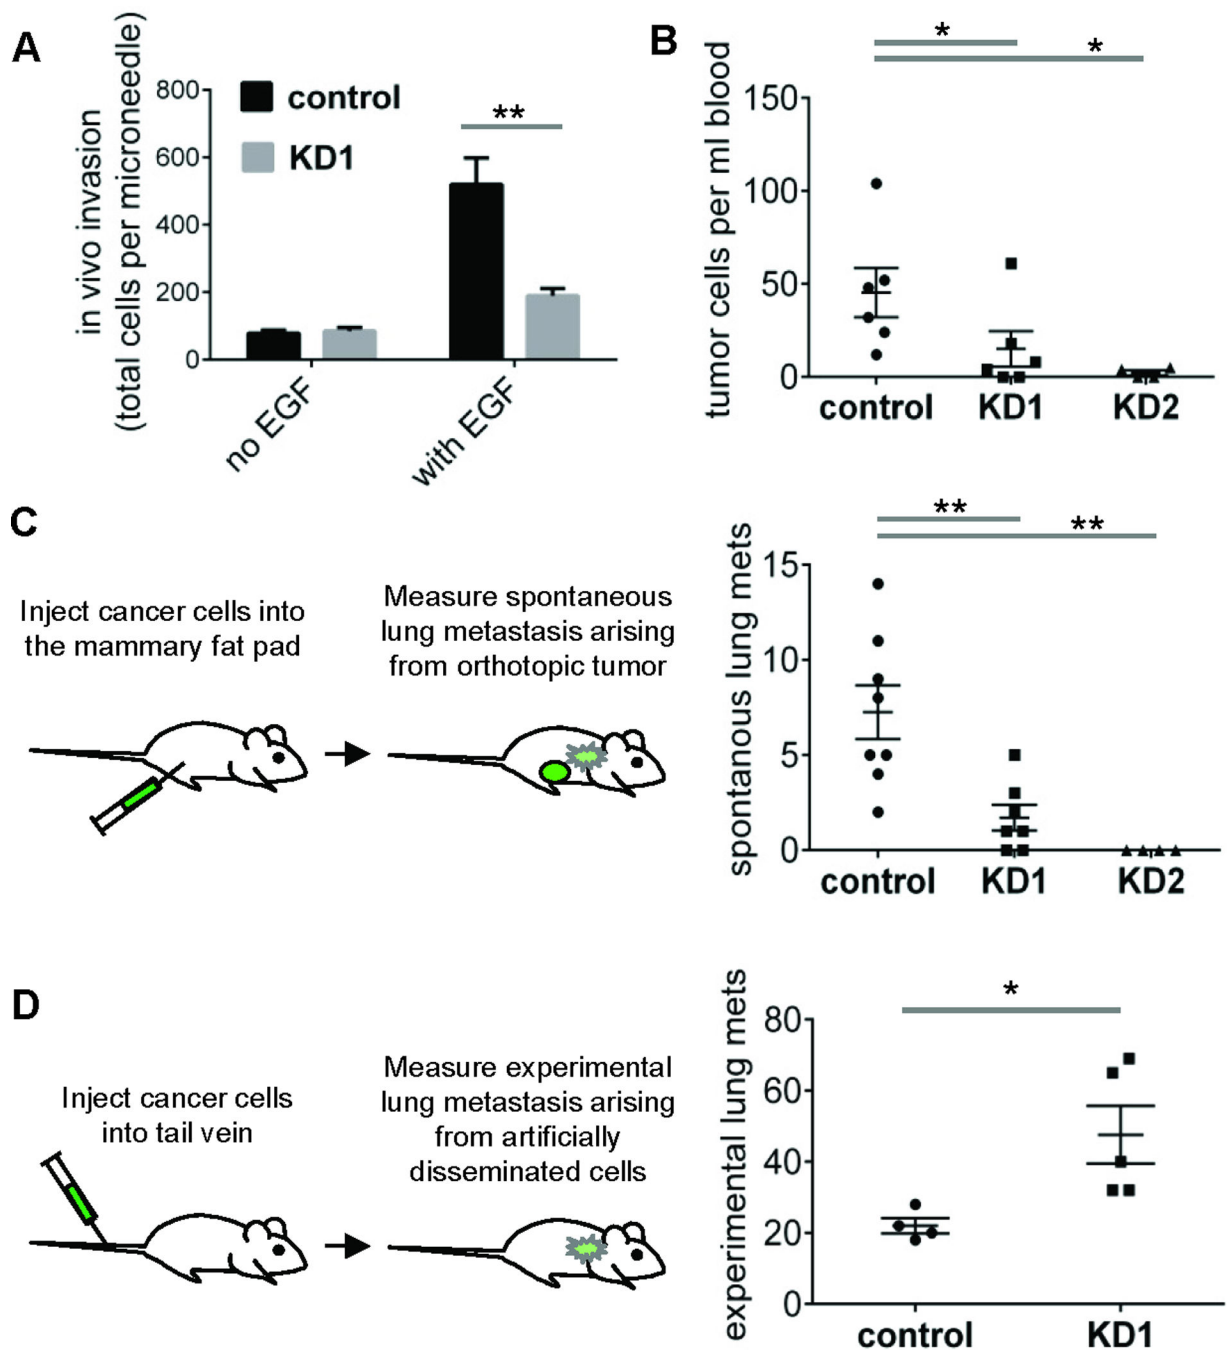 A
in vivo invasion
(total cells per microneedle)
800
600
400
200
0
control
KD1
**
no EGF
with EGF
B
tumor cells per ml blood
*
*
150
100
50
0
control KD1 KD2
C
Inject cancer cells into
the mammary fat pad
Measure spontaneous
lung metastasis arising
from orthotopic tumor
spontanous lung mets
**
**
15
10
5
0
control KD1 KD2
D
Inject cancer cells
into tail vein
Measure experimental
lung metastasis arising
from artificially
disseminated cells
experimental lung mets
*
80
60
40
20
0
control KD1